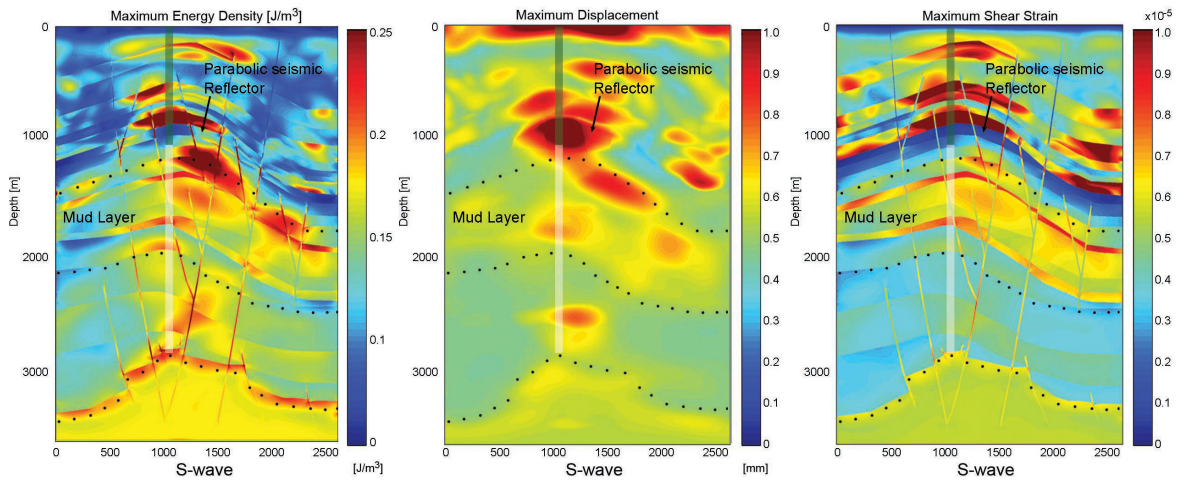 Maximum Energy Density [J/m³]
0
1000
2000
3000
Depth [m]
Parabolic seismic
Reflector
Mud Layer
0 500 1000 1500 2000 2500
S-wave
0.25
0.2
0.15
0.1
0
[J/m³]
Maximum Displacement
0
1000
2000
3000
Depth [m]
Parabolic seismic
Reflector
Mud Layer
0 500 1000 1500 2000 2500
S-wave
1.0
0.9
0.8
0.7
0.6
0.5
0.4
0.3
0.2
0.1
0
[mm]
Maximum Shear Strain
0
1000
2000
3000
Depth [m]
Parabolic seismic
Reflector
Mud Layer
0 500 1000 1500 2000 2500
S-wave
x10⁻⁵
1.0
0.9
0.8
0.7
0.6
0.5
0.4
0.3
0.2
0.1
0